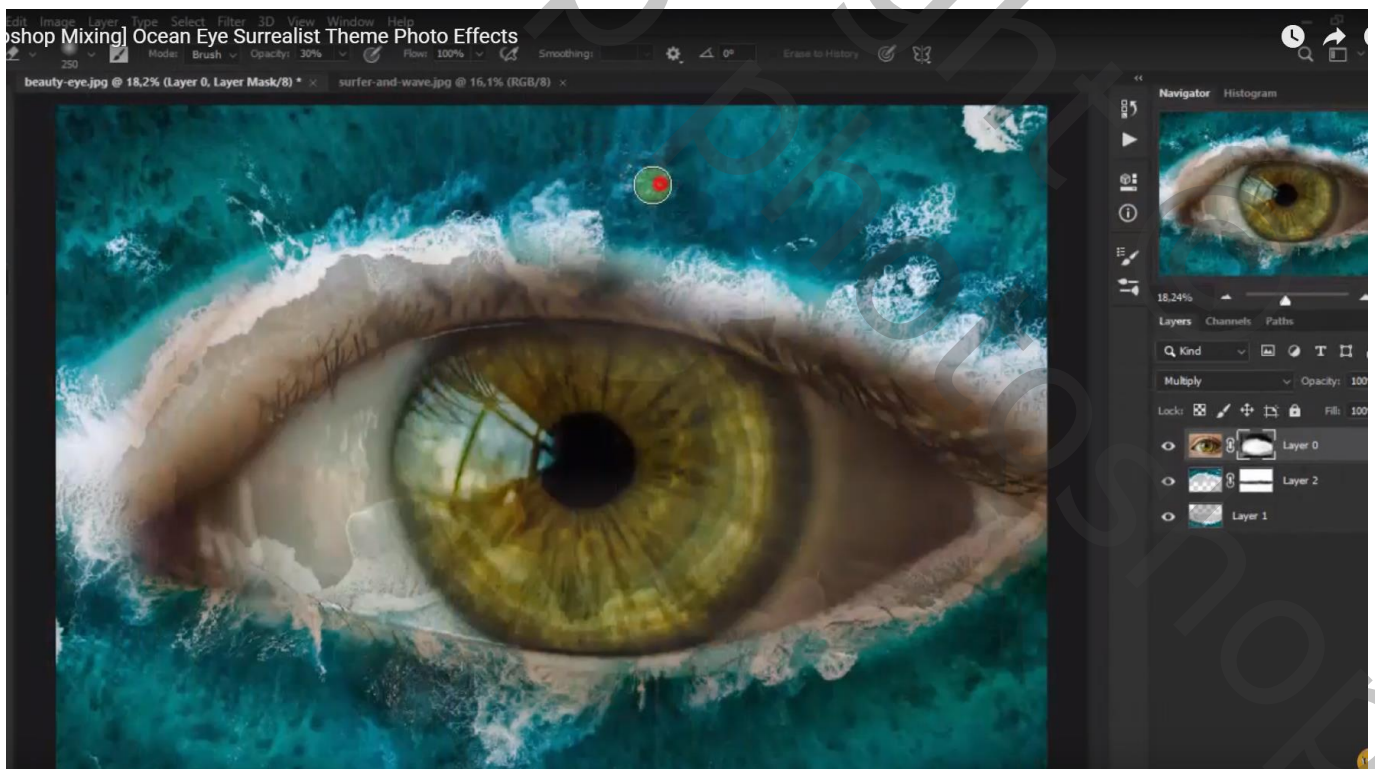 Edit Image Layer Type Select Filter 3D View Window Help
oshop Mixing] Ocean Eye Surrealist Theme Photo Effects
250 Mode: Brush Opacity: 30% Flow: 100% Smoothing: 0° Erase to History
beauty-eye.jpg @ 18,2% (Layer 0, Layer Mask/8) * × surfer-and-wave.jpg @ 16,1% (RGB/8) ×
Navigator Histogram
18,24%
Layers Channels Paths
Kind
Multiply Opacity: 100
Lock: Fill: 100
Layer 0
Layer 2
Layer 1